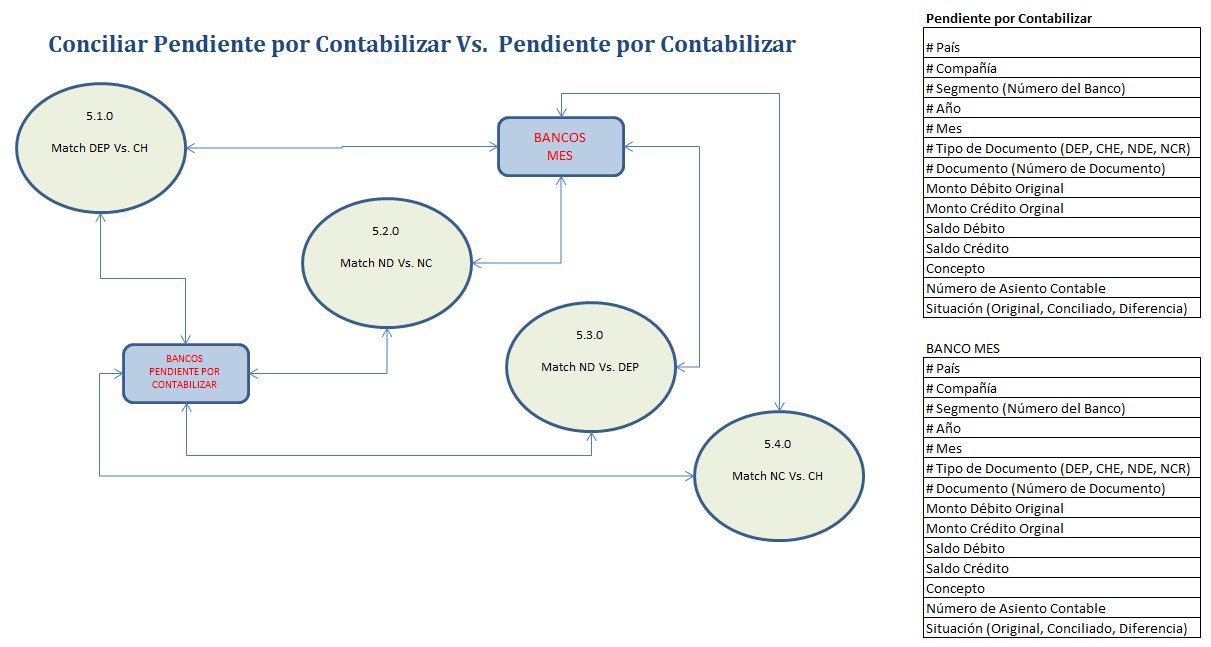 Conciliar Pendiente por Contabilizar Vs. Pendiente por Contabilizar
5.1.0
Match DEP Vs. CH
BANCOS
MES
5.2.0
Match ND Vs. NC
5.3.0
Match ND Vs. DEP
BANCOS
PENDIENTE POR
CONTABILIZAR
5.4.0
Match NC Vs. CH
Pendiente por Contabilizar
# País
# Compañía
# Segmento (Número del Banco)
# Año
# Mes
# Tipo de Documento (DEP, CHE, NDE, NCR)
# Documento (Número de Documento)
Monto Débito Original
Monto Crédito Orginal
Saldo Débito
Saldo Crédito
Concepto
Número de Asiento Contable
Situación (Original, Conciliado, Diferencia)
BANCO MES
# País
# Compañía
# Segmento (Número del Banco)
# Año
# Mes
# Tipo de Documento (DEP, CHE, NDE, NCR)
# Documento (Número de Documento)
Monto Débito Original
Monto Crédito Orginal
Saldo Débito
Saldo Crédito
Concepto
Número de Asiento Contable
Situación (Original, Conciliado, Diferencia)